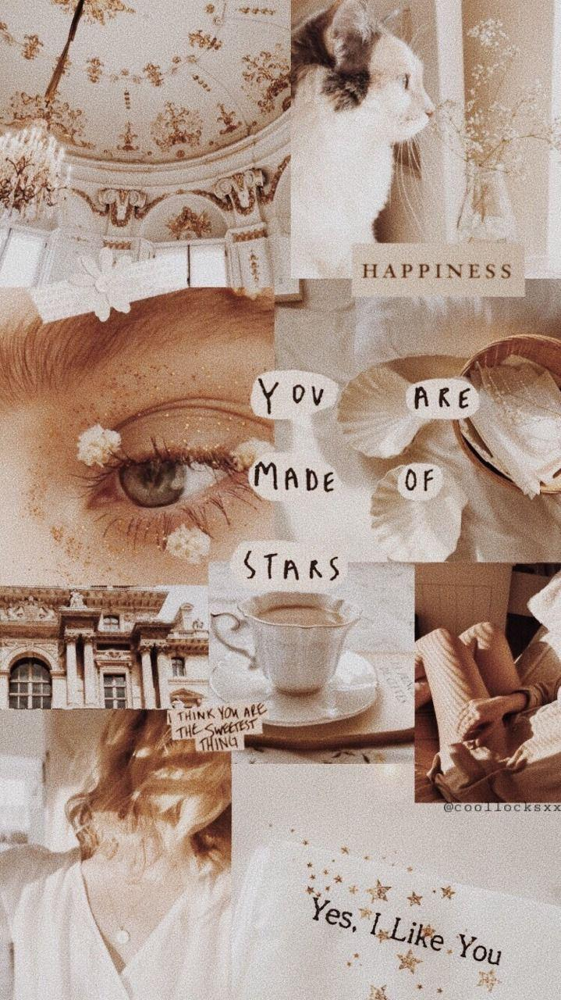 HAPPINESS
YOU ARE
MADE OF
STARS
I THINK YOU ARE
THE SWEETEST
THING
@coollocksxx
Yes, I Like You